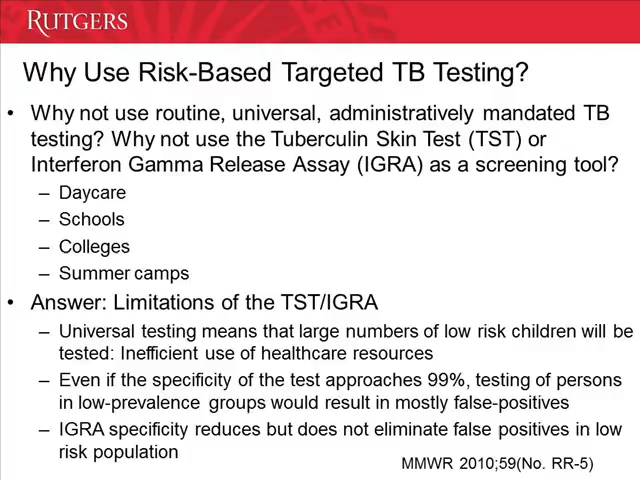 RUTGERS
Why Use Risk-Based Targeted TB Testing?
• Why not use routine, universal, administratively mandated TB
testing? Why not use the Tuberculin Skin Test (TST) or
Interferon Gamma Release Assay (IGRA) as a screening tool?
– Daycare
– Schools
– Colleges
– Summer camps
• Answer: Limitations of the TST/IGRA
– Universal testing means that large numbers of low risk children will be
tested: Inefficient use of healthcare resources
– Even if the specificity of the test approaches 99%, testing of persons
in low-prevalence groups would result in mostly false-positives
– IGRA specificity reduces but does not eliminate false positives in low
risk population
MMWR 2010;59(No. RR-5)